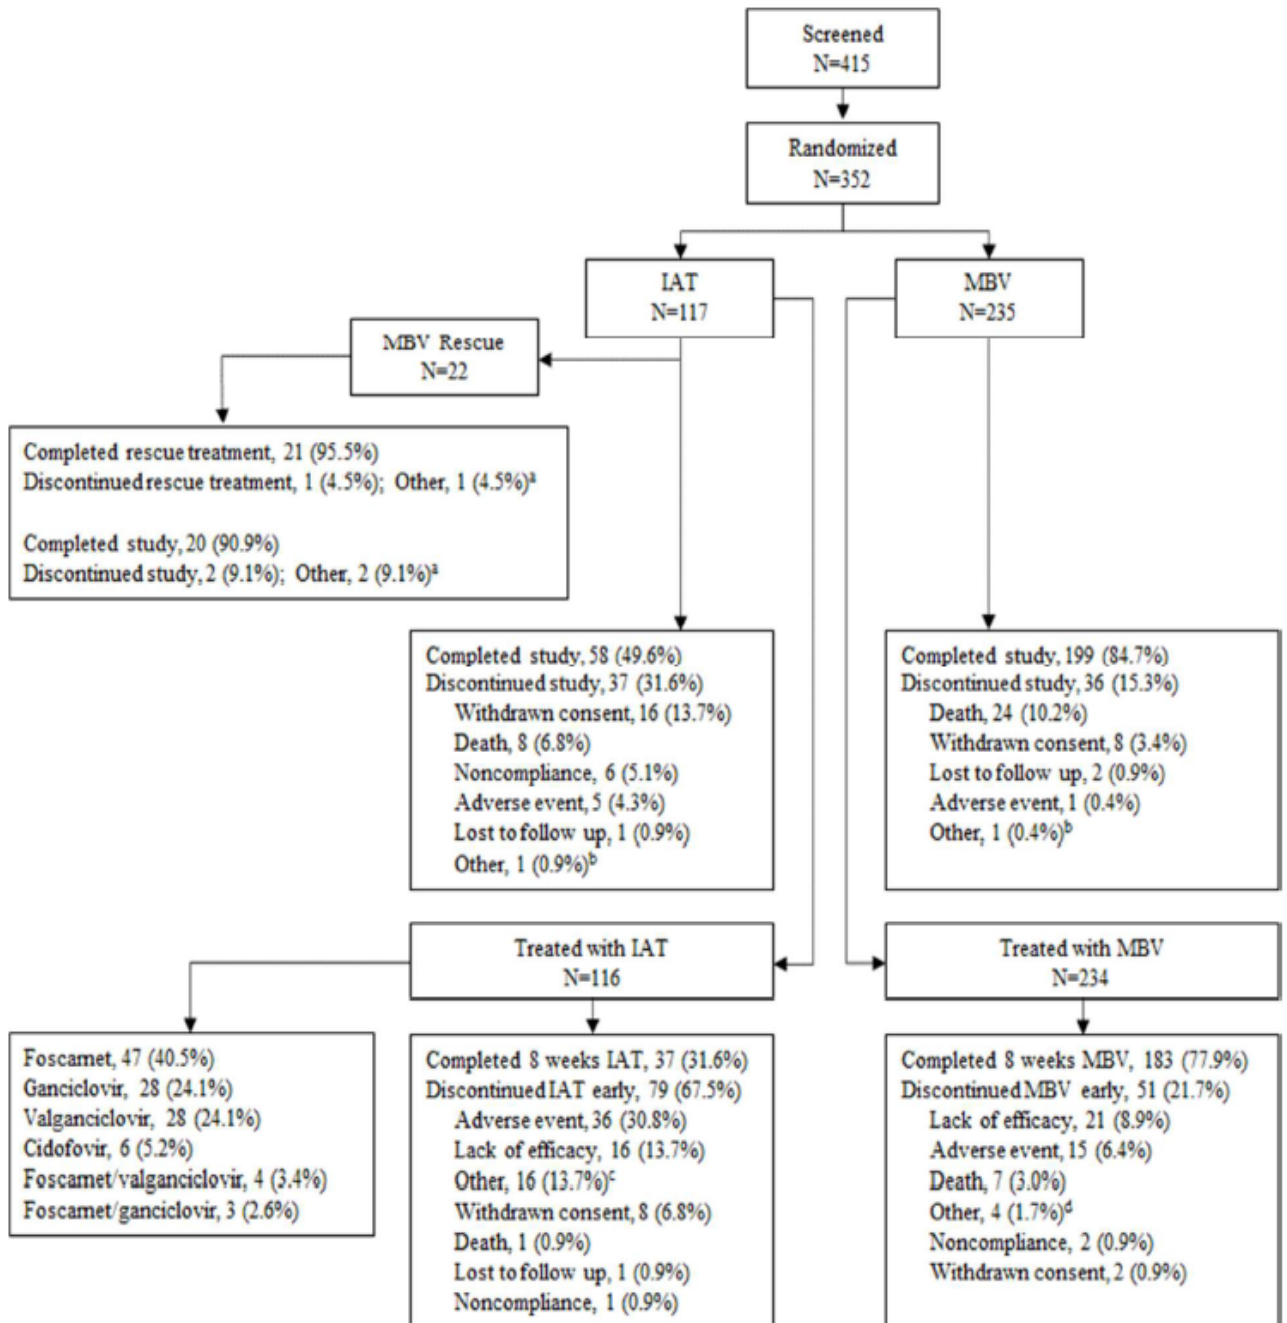 Screened
N=415
Randomized
N=352
IAT
N=117
MBV
N=235
MBV Rescue
N=22
Completed rescue treatment, 21 (95.5%)
Discontinued rescue treatment, 1 (4.5%); Other, 1 (4.5%)ᵃ
Completed study, 20 (90.9%)
Discontinued study, 2 (9.1%); Other, 2 (9.1%)ᵃ
Completed study, 58 (49.6%)
Discontinued study, 37 (31.6%)
Withdrawn consent, 16 (13.7%)
Death, 8 (6.8%)
Noncompliance, 6 (5.1%)
Adverse event, 5 (4.3%)
Lost to follow up, 1 (0.9%)
Other, 1 (0.9%)ᵇ
Completed study, 199 (84.7%)
Discontinued study, 36 (15.3%)
Death, 24 (10.2%)
Withdrawn consent, 8 (3.4%)
Lost to follow up, 2 (0.9%)
Adverse event, 1 (0.4%)
Other, 1 (0.4%)ᵇ
Treated with IAT
N=116
Treated with MBV
N=234
Foscarnet, 47 (40.5%)
Ganciclovir, 28 (24.1%)
Valganciclovir, 28 (24.1%)
Cidofovir, 6 (5.2%)
Foscarnet/valganciclovir, 4 (3.4%)
Foscarnet/ganciclovir, 3 (2.6%)
Completed 8 weeks IAT, 37 (31.6%)
Discontinued IAT early, 79 (67.5%)
Adverse event, 36 (30.8%)
Lack of efficacy, 16 (13.7%)
Other, 16 (13.7%)ᶜ
Withdrawn consent, 8 (6.8%)
Death, 1 (0.9%)
Lost to follow up, 1 (0.9%)
Noncompliance, 1 (0.9%)
Completed 8 weeks MBV, 183 (77.9%)
Discontinued MBV early, 51 (21.7%)
Lack of efficacy, 21 (8.9%)
Adverse event, 15 (6.4%)
Death, 7 (3.0%)
Other, 4 (1.7%)ᵈ
Noncompliance, 2 (0.9%)
Withdrawn consent, 2 (0.9%)